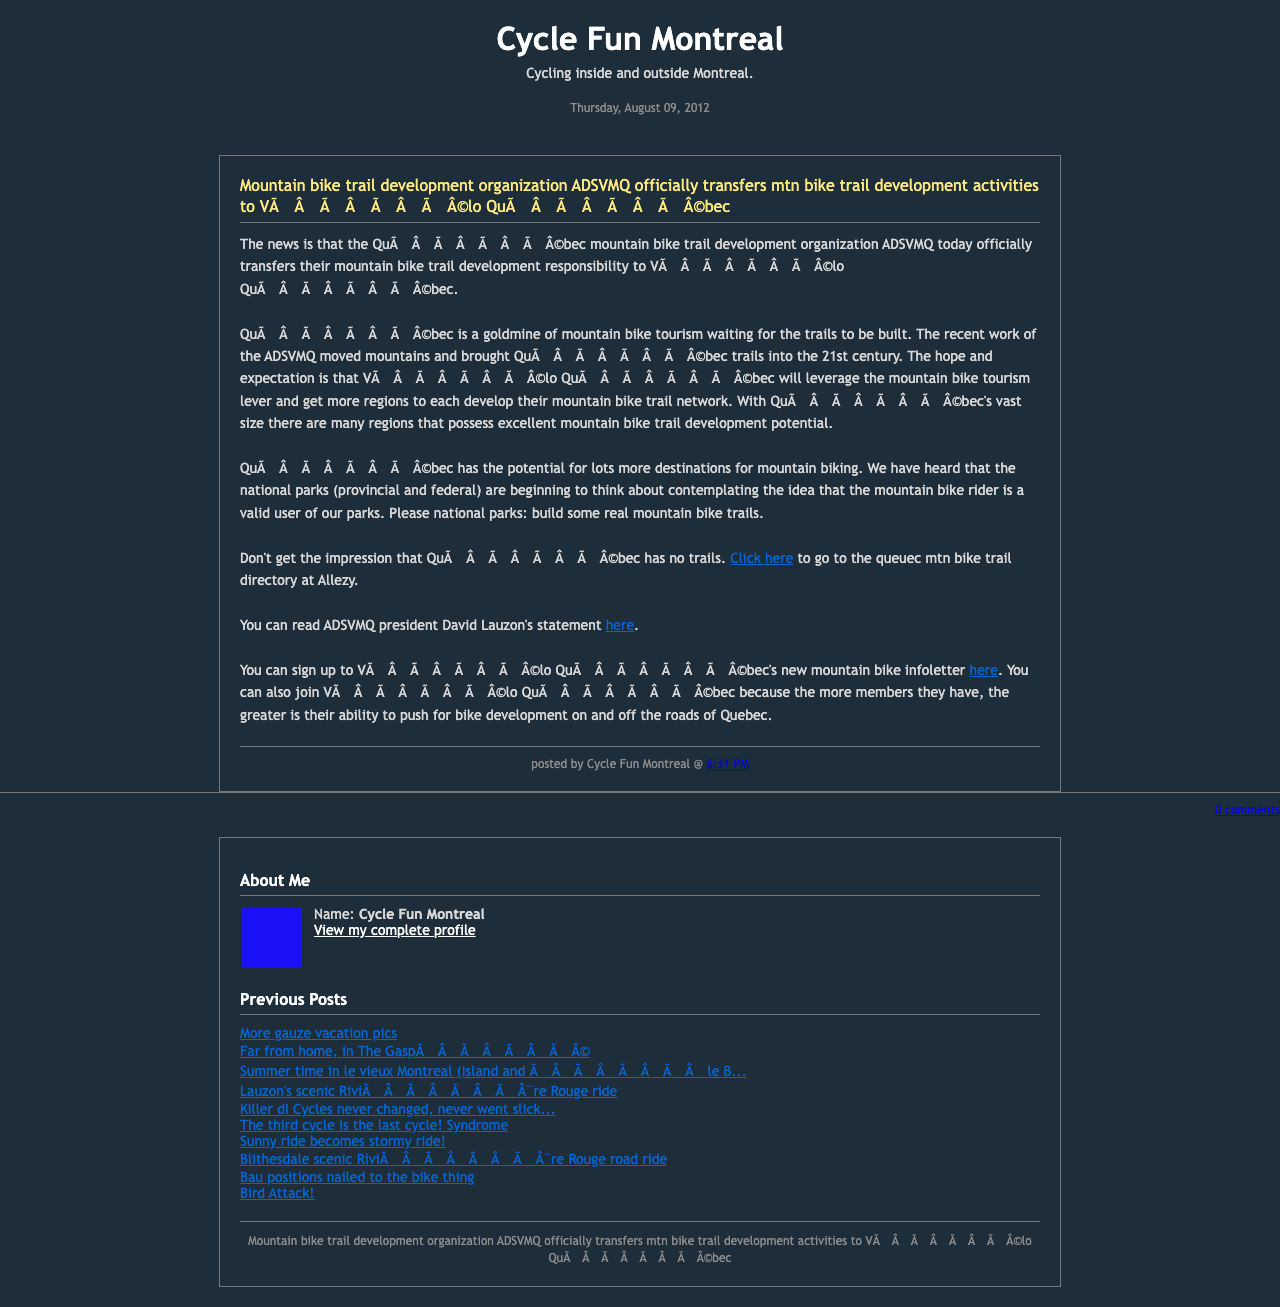 Cycle Fun Montreal
Cycling inside and outside Montreal.
Thursday, August 09, 2012
Mountain bike trail development organization ADSVMQ officially transfers mtn bike trail development activities
to VÃ Â Ã Â Ã Â Ã Â©lo QuÃ Â Ã Â Ã Â Ã Â©bec
The news is that the QuÃ Â Ã Â Ã Â Ã Â©bec mountain bike trail development organization ADSVMQ today officially
transfers their mountain bike trail development responsibility to VÃ Â Ã Â Ã Â Ã Â©lo
QuÃ Â Ã Â Ã Â Ã Â©bec.
QuÃ Â Ã Â Ã Â Ã Â©bec is a goldmine of mountain bike tourism waiting for the trails to be built. The recent work of
the ADSVMQ moved mountains and brought QuÃ Â Ã Â Ã Â Ã Â©bec trails into the 21st century. The hope and
expectation is that VÃ Â Ã Â Ã Â Ã Â©lo QuÃ Â Ã Â Ã Â Ã Â©bec will leverage the mountain bike tourism
lever and get more regions to each develop their mountain bike trail network. With QuÃ Â Ã Â Ã Â Ã Â©bec's vast
size there are many regions that possess excellent mountain bike trail development potential.
QuÃ Â Ã Â Ã Â Ã Â©bec has the potential for lots more destinations for mountain biking. We have heard that the
national parks (provincial and federal) are beginning to think about contemplating the idea that the mountain bike rider is a
valid user of our parks. Please national parks: build some real mountain bike trails.
Don't get the impression that QuÃ Â Ã Â Ã Â Ã Â©bec has no trails. Click here to go to the queuec mtn bike trail
directory at Allezy.
You can read ADSVMQ president David Lauzon's statement here.
You can sign up to VÃ Â Ã Â Ã Â Ã Â©lo QuÃ Â Ã Â Ã Â Ã Â©bec's new mountain bike infoletter here. You
can also join VÃ Â Ã Â Ã Â Ã Â©lo QuÃ Â Ã Â Ã Â Ã Â©bec because the more members they have, the
greater is their ability to push for bike development on and off the roads of Quebec.
posted by Cycle Fun Montreal @ 6:31 PM
0 comments
About Me
Name: Cycle Fun Montreal
View my complete profile
Previous Posts
More gauze vacation pics
Far from home, in The GaspÃ Â Ã Â Ã Â Ã Â©
Summer time in le vieux Montreal (Island and Ã Â Ã Â Ã Â Ã Â le B...
Lauzon's scenic RiviÃ Â Ã Â Ã Â Ã Â¨re Rouge ride
Killer dI Cycles never changed, never went slick...
The third cycle is the last cycle! Syndrome
Sunny ride becomes stormy ride!
Blithesdale scenic RiviÃ Â Ã Â Ã Â Ã Â¨re Rouge road ride
Bau positions nailed to the bike thing
Bird Attack!
Mountain bike trail development organization ADSVMQ officially transfers mtn bike trail development activities to VÃ Â Ã Â Ã Â Ã Â©lo
QuÃ Â Ã Â Ã Â Ã Â©bec